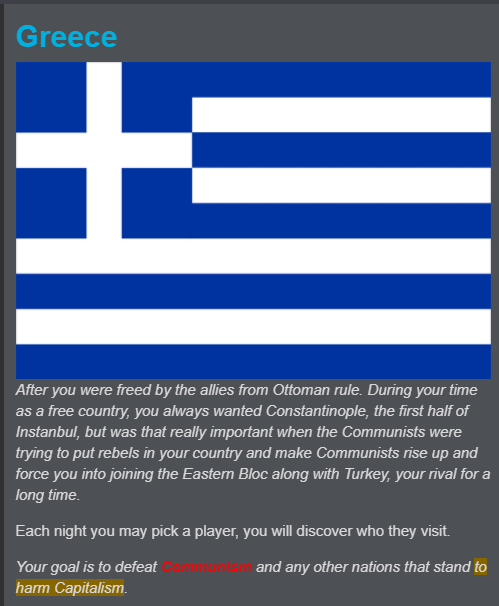 Greece
After you were freed by the allies from Ottoman rule. During your time
as a free country, you always wanted Constantinople, the first half of
Instanbul, but was that really important when the Communists were
trying to put rebels in your country and make Communists rise up and
force you into joining the Eastern Bloc along with Turkey, your rival for a
long time.
Each night you may pick a player, you will discover who they visit.
Your goal is to defeat Communism and any other nations that stand to
harm Capitalism.